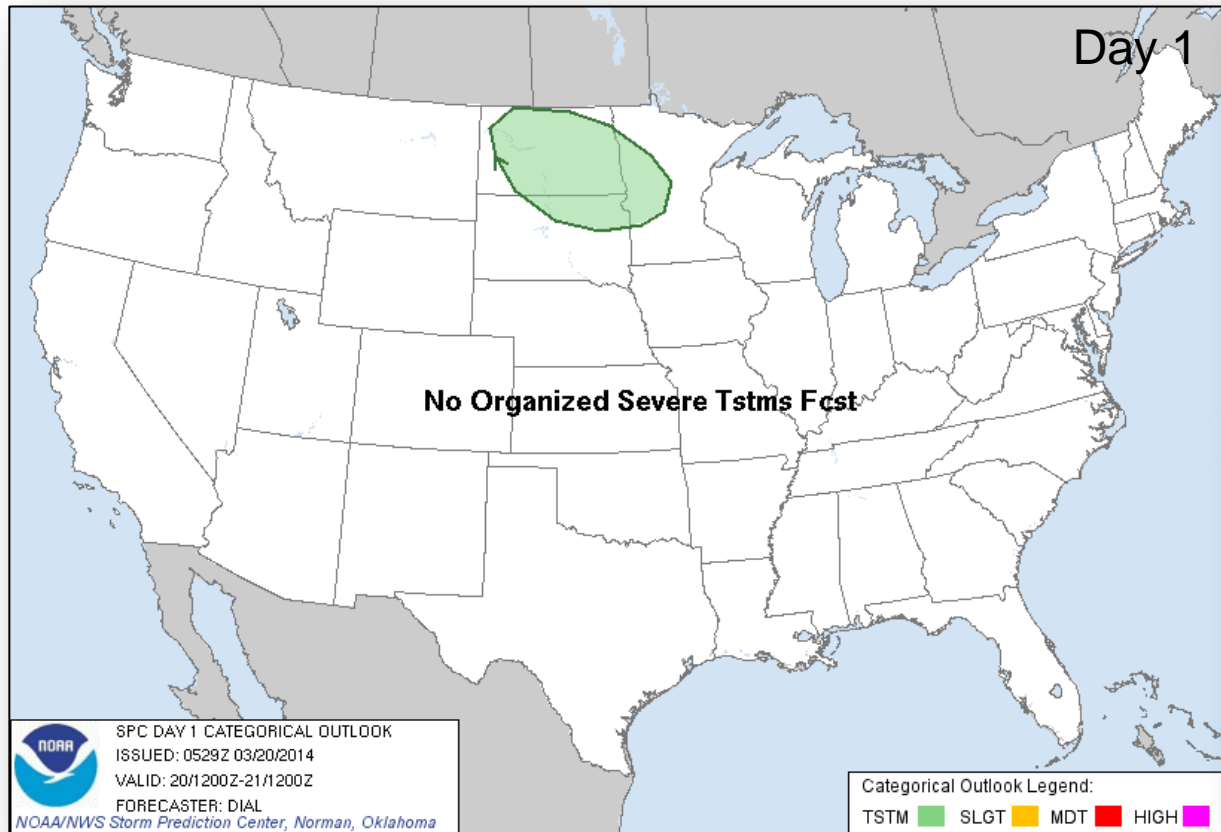 Day 1
No Organized Severe Tstms Fcst
NOAA
SPC DAY 1 CATEGORICAL OUTLOOK
ISSUED: 0529Z 03/20/2014
VALID: 20/1200Z-21/1200Z
FORECASTER: DIAL
NOAA/NWS Storm Prediction Center, Norman, Oklahoma
Categorical Outlook Legend:
TSTM SLGT MDT HIGH